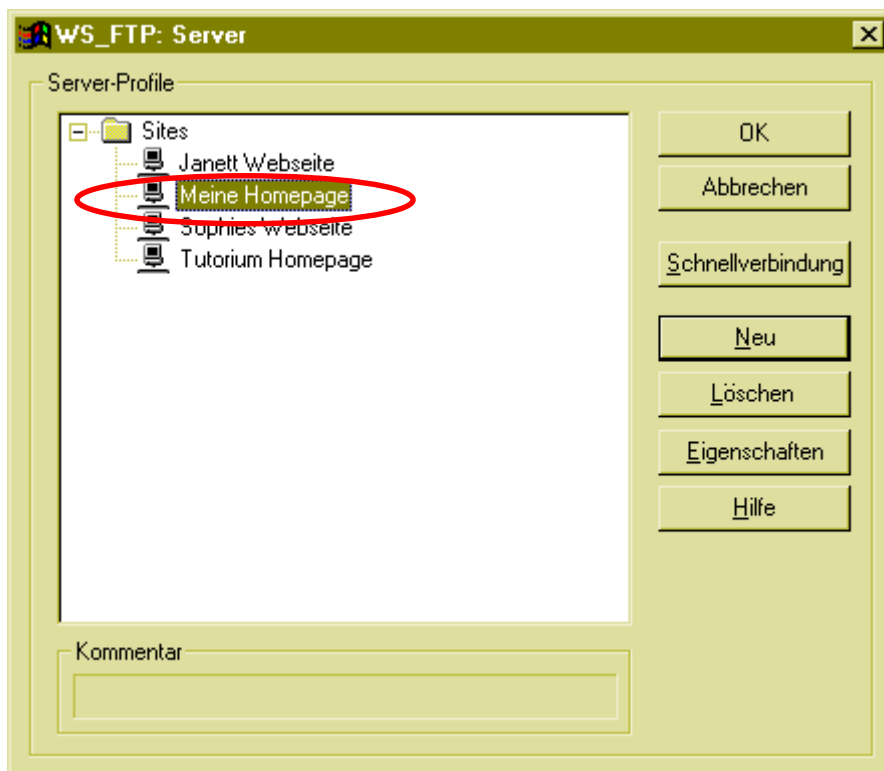 WS_FTP: Server
Server-Profile
Sites
Janett Webseite
Meine Homepage
Sophies Webseite
Tutorium Homepage
OK
Abbrechen
Schnellverbindung
Neu
Löschen
Eigenschaften
Hilfe
Kommentar